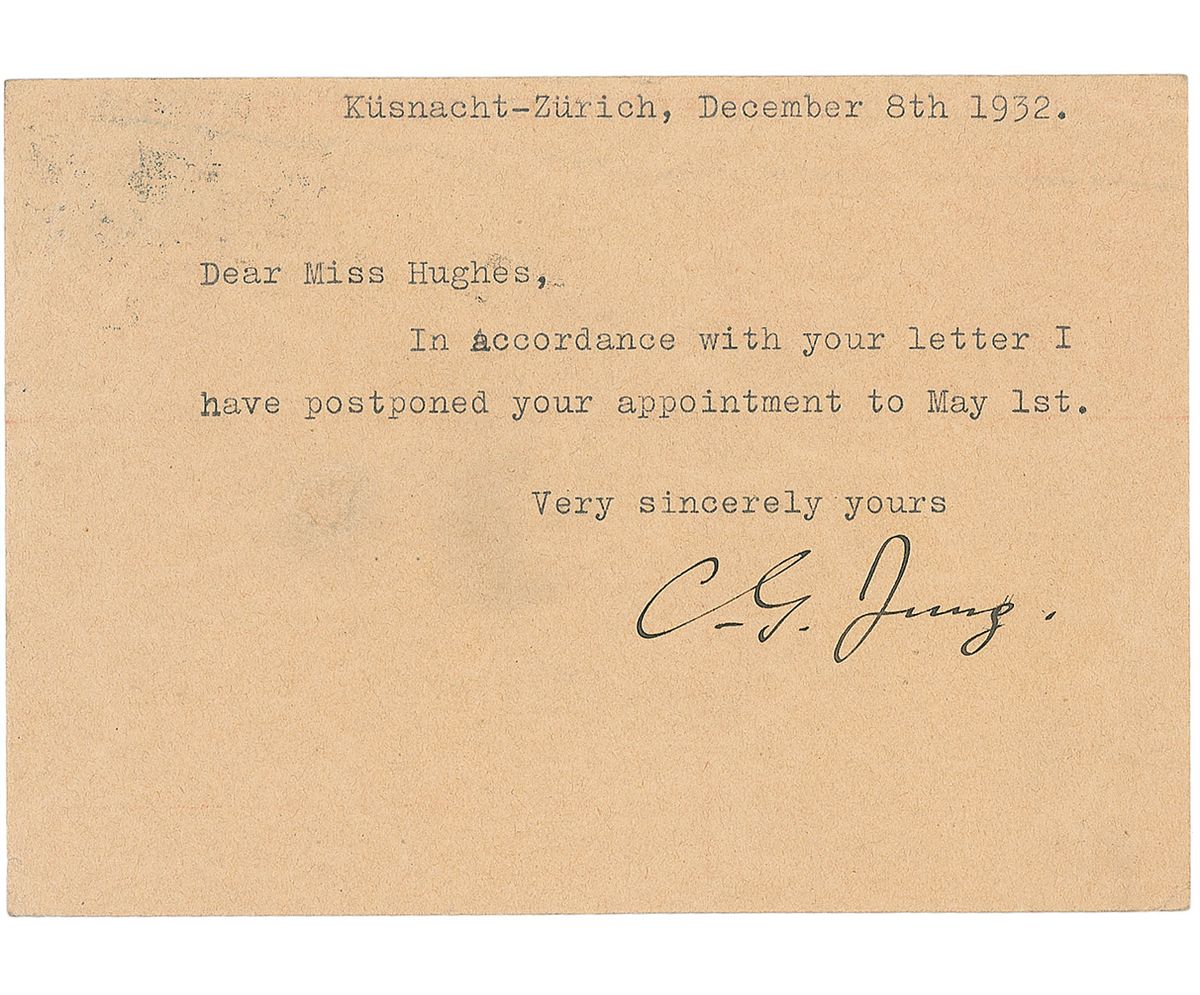 Küsnacht-Zürich, December 8th 1932.
Dear Miss Hughes,
In accordance with your letter I
have postponed your appointment to May 1st.
Very sincerely yours
C.G. Jung.